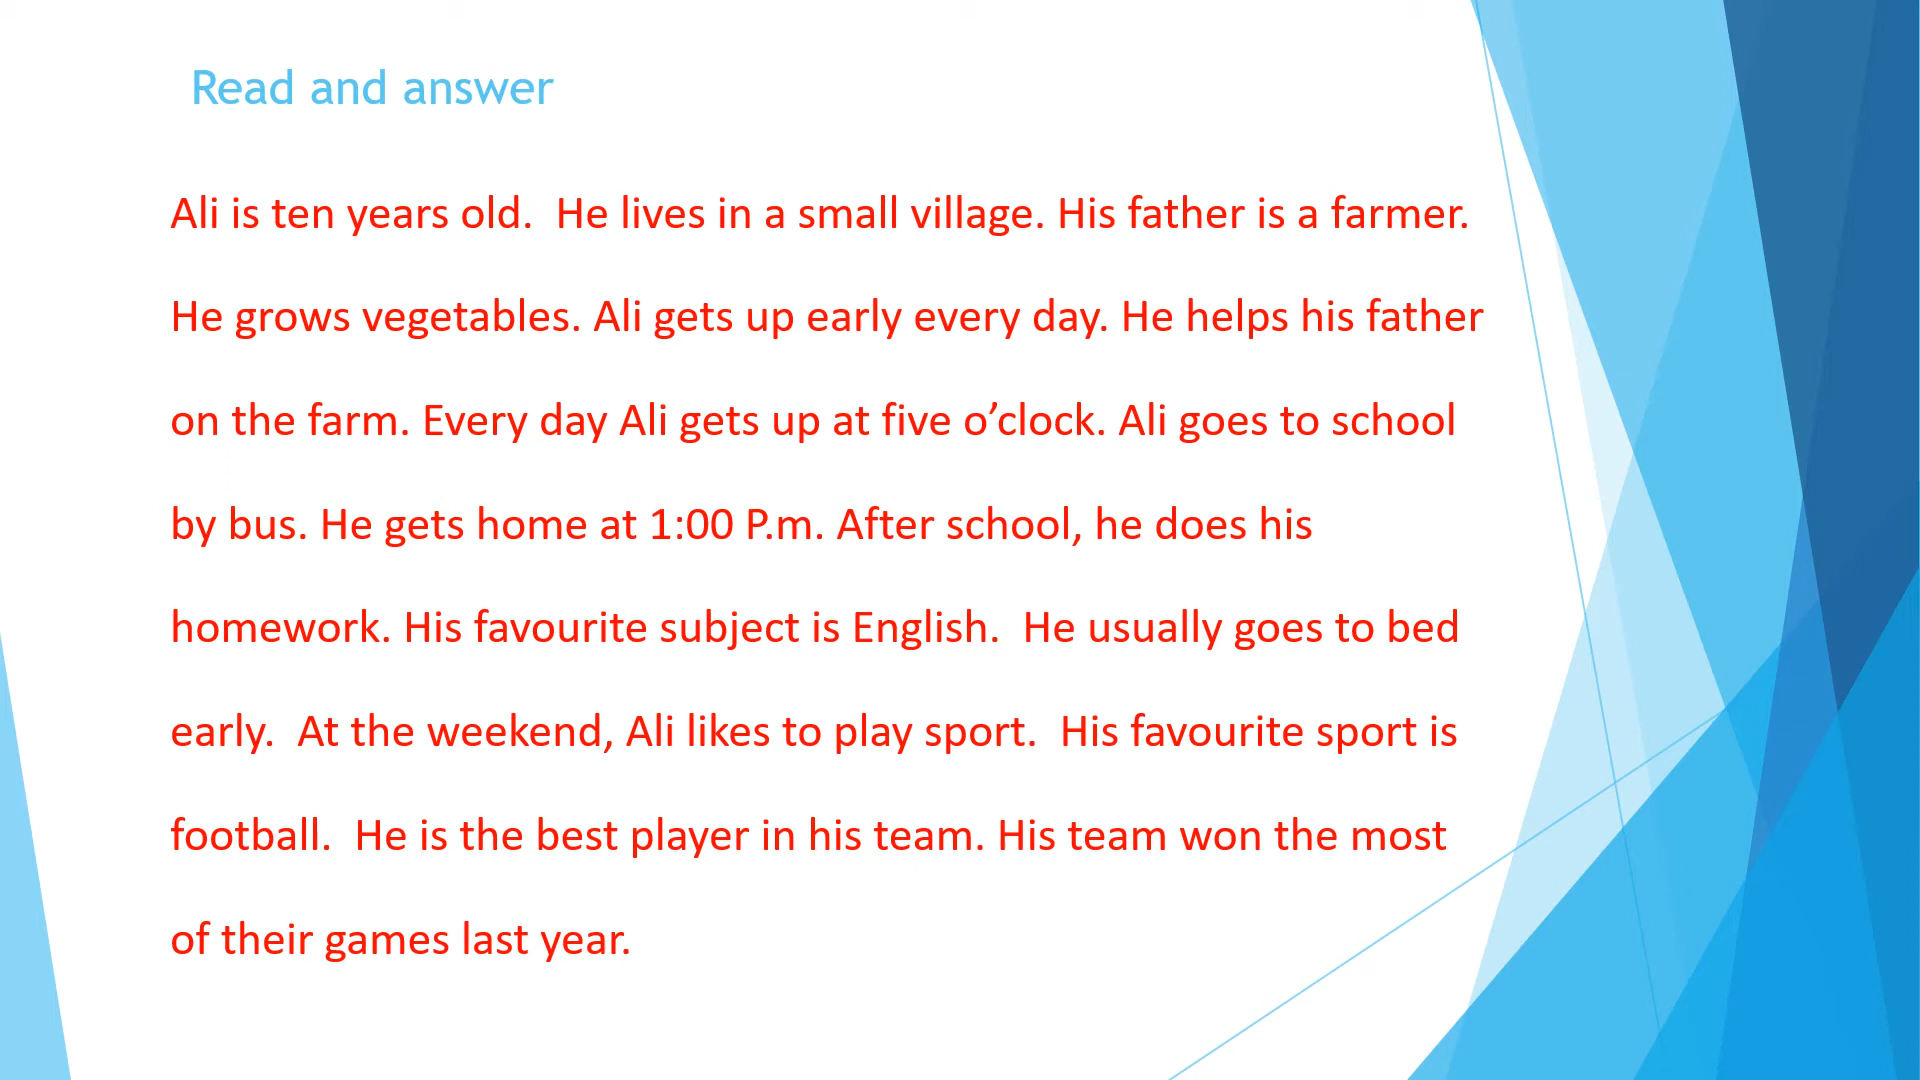 Read and answer
Ali is ten years old.  He lives in a small village. His father is a farmer.
He grows vegetables. Ali gets up early every day. He helps his father
on the farm. Every day Ali gets up at five o’clock. Ali goes to school
by bus. He gets home at 1:00 P.m. After school, he does his
homework. His favourite subject is English.  He usually goes to bed
early.  At the weekend, Ali likes to play sport.  His favourite sport is
football.  He is the best player in his team. His team won the most
of their games last year.